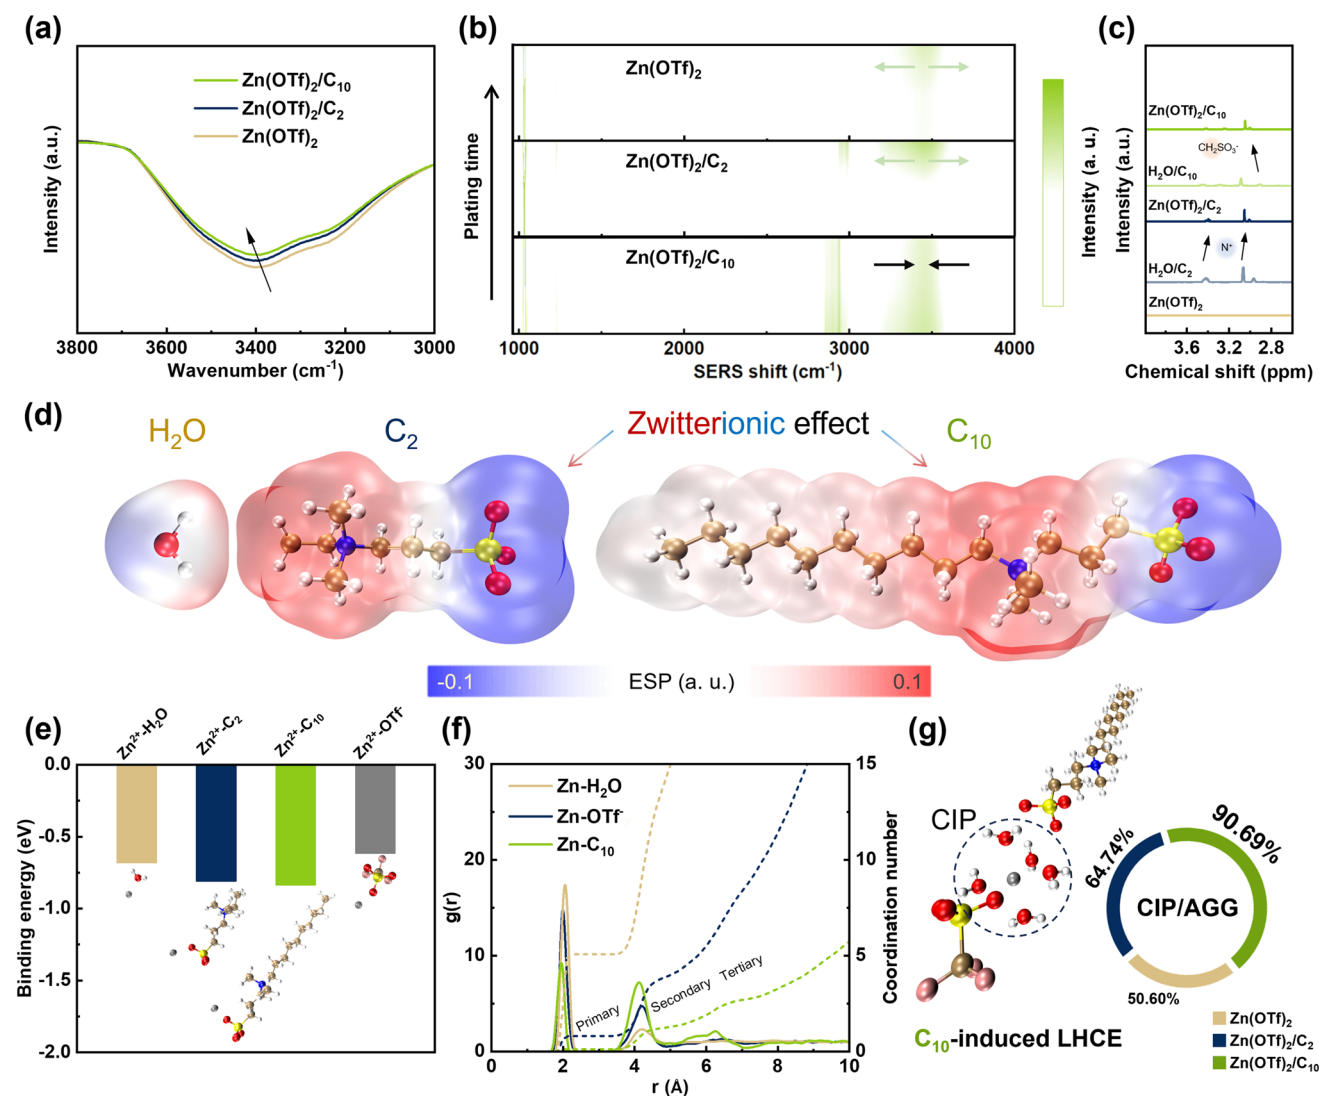 (a)
Zn(OTf)₂/C₁₀
Zn(OTf)₂/C₂
Zn(OTf)₂
Intensity (a.u.)
3800 3600 3400 3200 3000
Wavenumber (cm⁻¹)
(b)
Zn(OTf)₂
Zn(OTf)₂/C₂
Zn(OTf)₂/C₁₀
Plating time
1000 2000 3000 4000
SERS shift (cm⁻¹)
Intensity (a. u.)
(c)
Zn(OTf)₂/C₁₀
CH₂SO₃⁻
H₂O/C₁₀
Zn(OTf)₂/C₂
N⁺
H₂O/C₂
Zn(OTf)₂
Intensity (a.u.)
3.6 3.2 2.8
Chemical shift (ppm)
(d)
H₂O
C₂
Zwitterionic effect
C₁₀
-0.1 ESP (a. u.) 0.1
(e)
Zn²⁺-H₂O
Zn²⁺-C₂
Zn²⁺-C₁₀
Zn²⁺-OTf⁻
0.0
-0.5
-1.0
-1.5
-2.0
Binding energy (eV)
(f)
Zn-H₂O
Zn-OTf⁻
Zn-C₁₀
Primary
Secondary
Tertiary
30
20
10
0
g(r)
15
10
5
0
Coordination number
0 2 4 6 8 10
r (Å)
(g)
CIP
64.74%
90.69%
CIP/AGG
50.60%
C₁₀-induced LHCE
Zn(OTf)₂
Zn(OTf)₂/C₂
Zn(OTf)₂/C₁₀